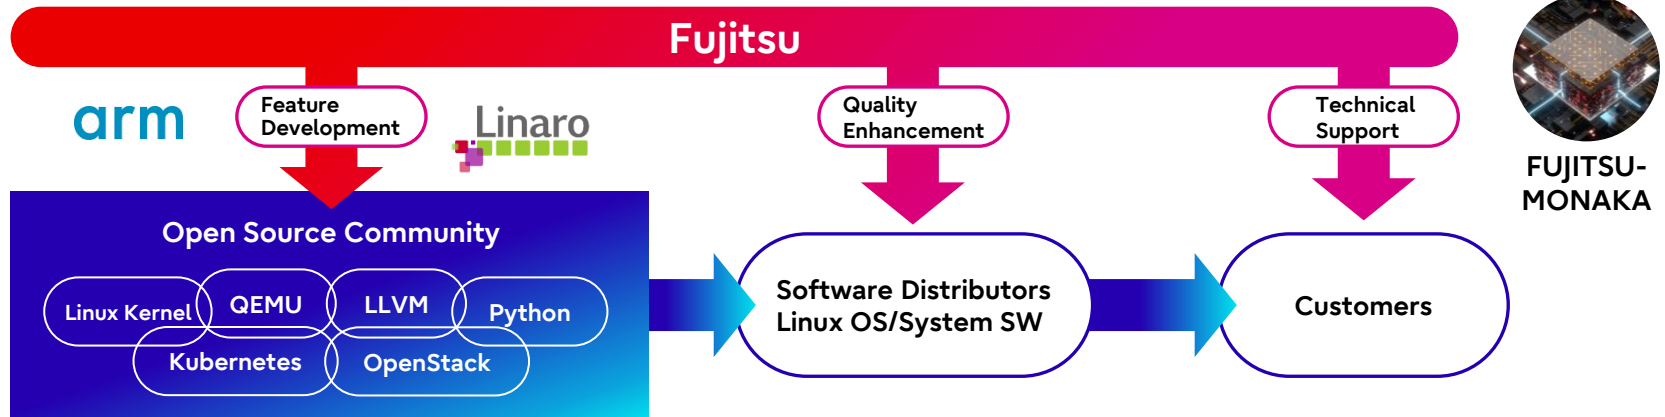 Fujitsu
arm
Feature
Development
Linaro
Quality
Enhancement
Technical
Support
FUJITSU-
MONAKA
Open Source Community
Linux Kernel
QEMU
LLVM
Python
Kubernetes
OpenStack
Software Distributors
Linux OS/System SW
Customers